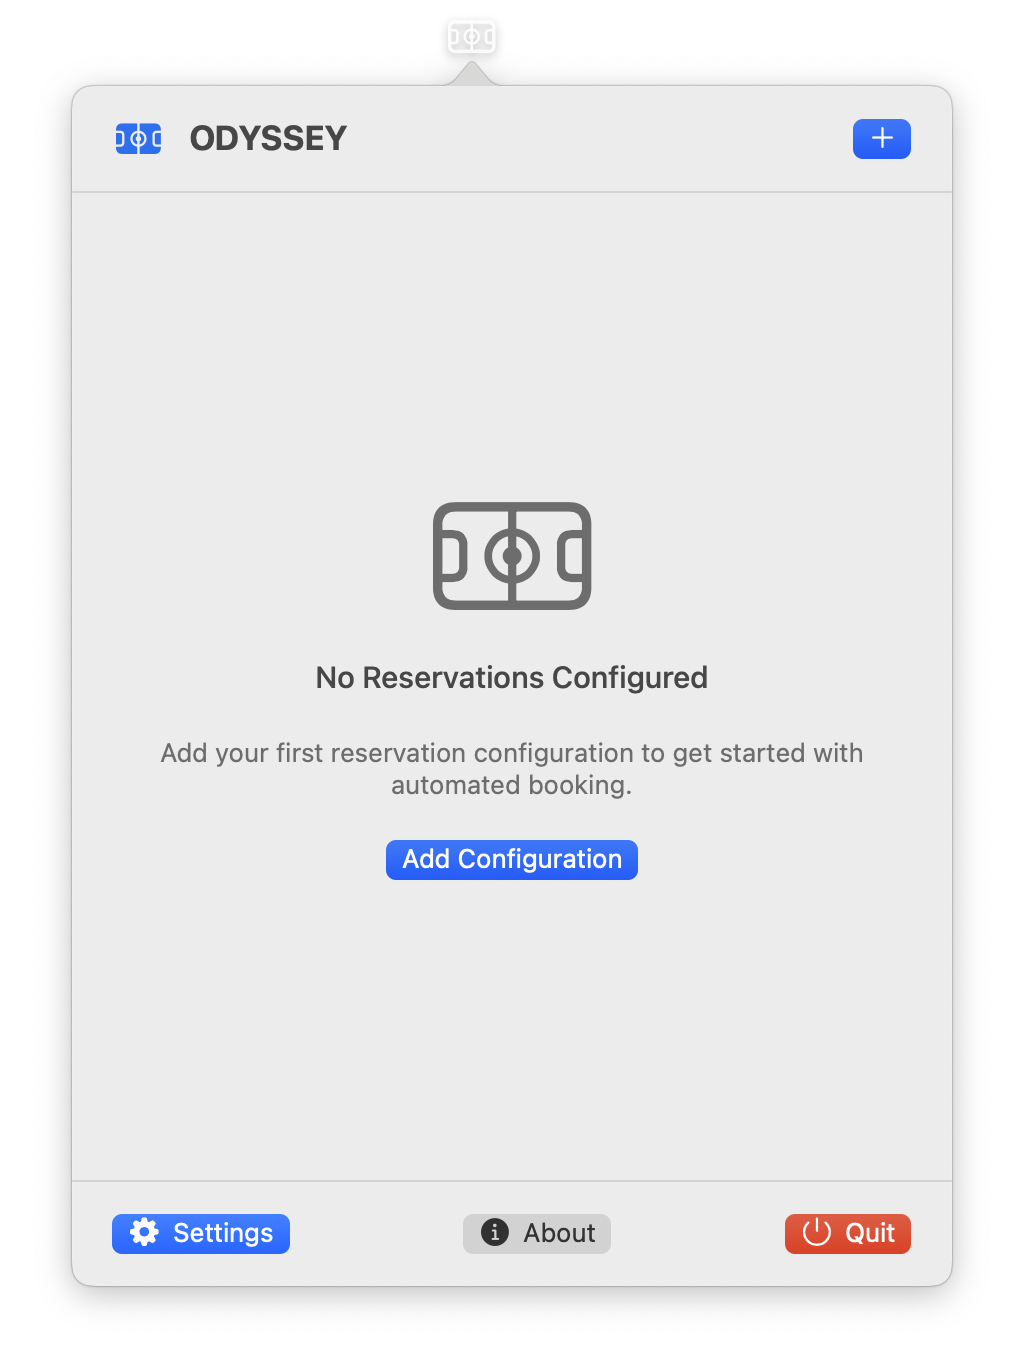 ODYSSEY
No Reservations Configured
Add your first reservation configuration to get started with
automated booking.
Add Configuration
Settings
About
Quit